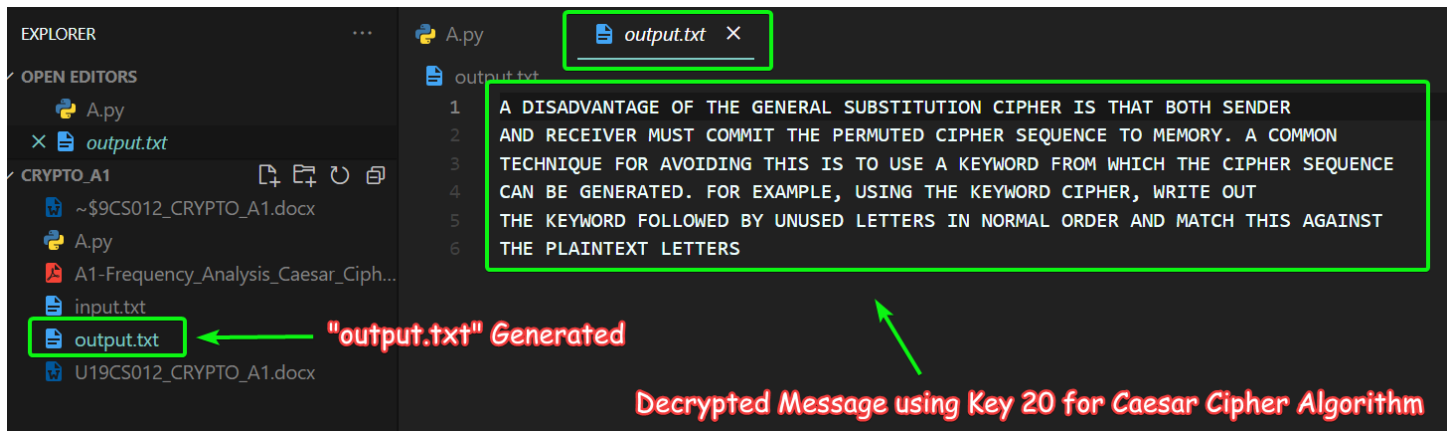 EXPLORER
···
OPEN EDITORS
A.py
output.txt
CRYPTO_A1
~$9CS012_CRYPTO_A1.docx
A.py
A1-Frequency_Analysis_Caesar_Ciph...
input.txt
output.txt
U19CS012_CRYPTO_A1.docx
"output.txt" Generated
A.py
output.txt
output.txt
1 A DISADVANTAGE OF THE GENERAL SUBSTITUTION CIPHER IS THAT BOTH SENDER
2 AND RECEIVER MUST COMMIT THE PERMUTED CIPHER SEQUENCE TO MEMORY. A COMMON
3 TECHNIQUE FOR AVOIDING THIS IS TO USE A KEYWORD FROM WHICH THE CIPHER SEQUENCE
4 CAN BE GENERATED. FOR EXAMPLE, USING THE KEYWORD CIPHER, WRITE OUT
5 THE KEYWORD FOLLOWED BY UNUSED LETTERS IN NORMAL ORDER AND MATCH THIS AGAINST
6 THE PLAINTEXT LETTERS
Decrypted Message using Key 20 for Caesar Cipher Algorithm